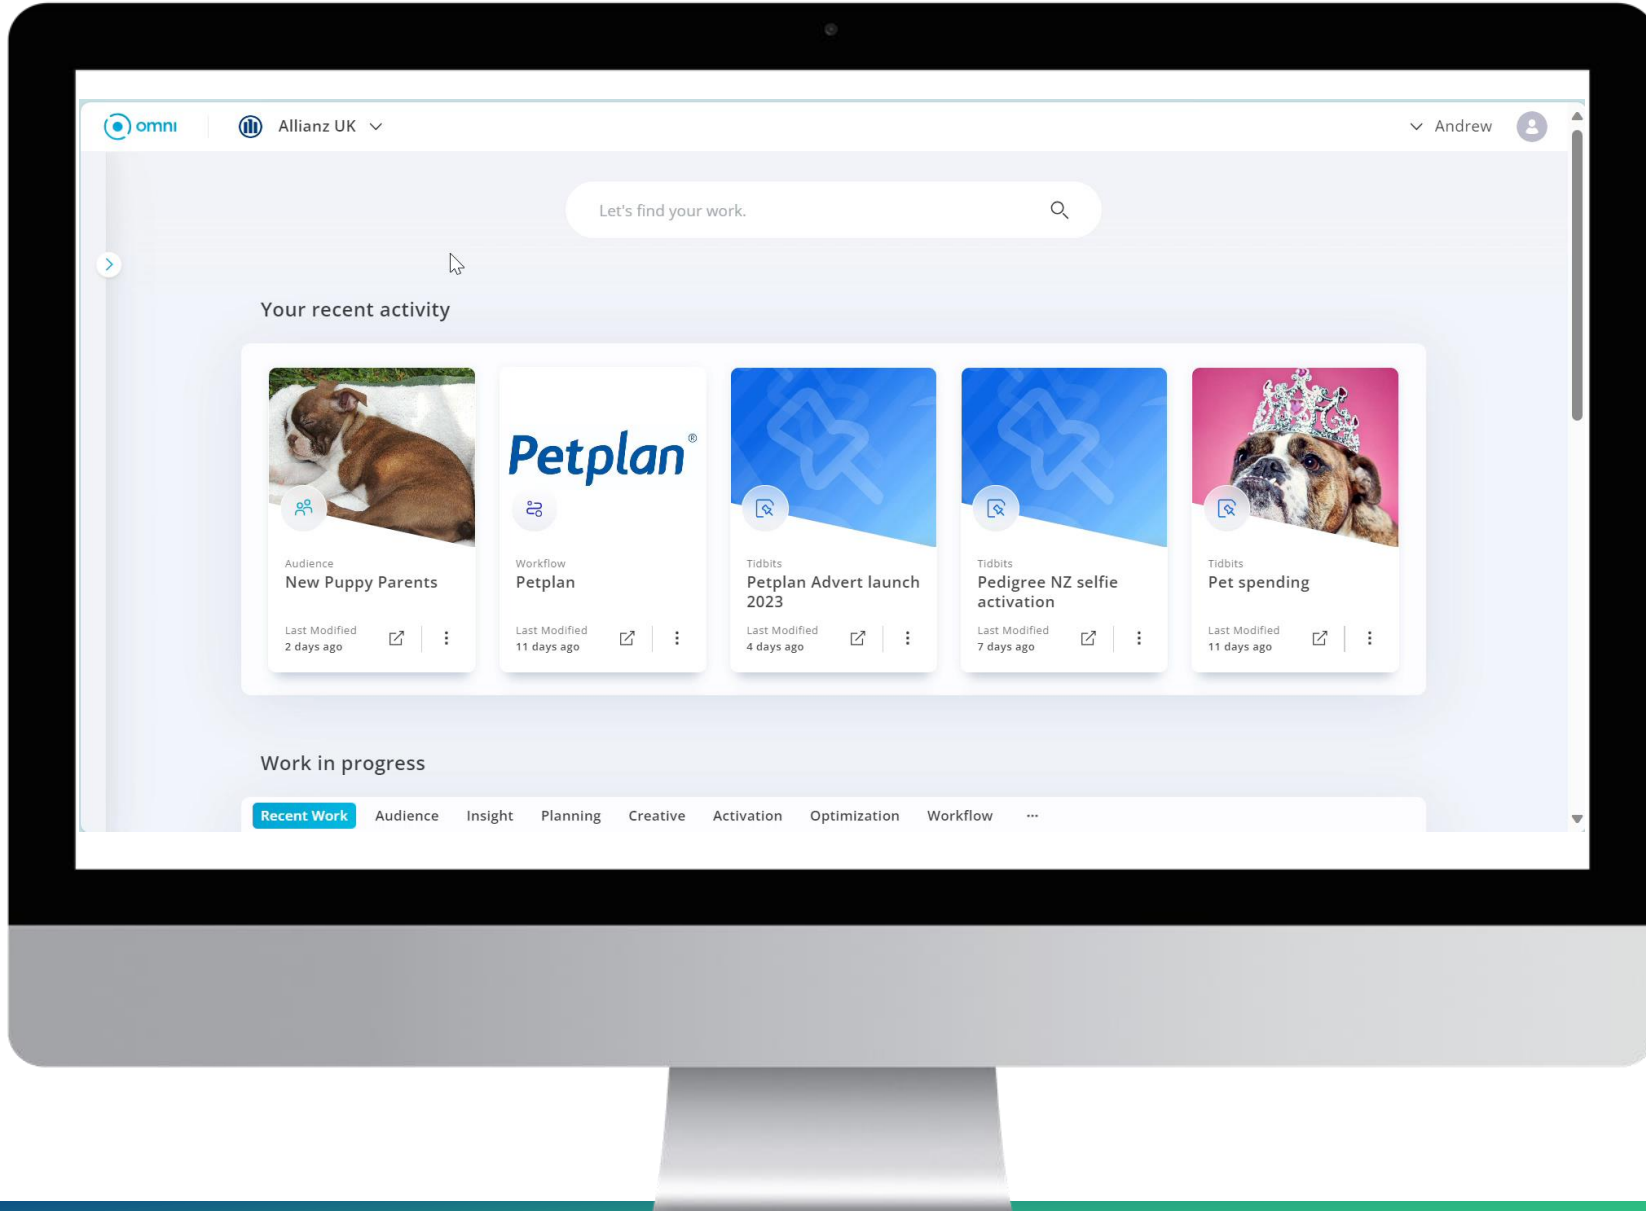 omni
Allianz UK
Andrew
Let's find your work.
Your recent activity
Petplan®
Audience
New Puppy Parents
Last Modified
2 days ago
Workflow
Petplan
Last Modified
11 days ago
Tidbits
Petplan Advert launch
2023
Last Modified
4 days ago
Tidbits
Pedigree NZ selfie
activation
Last Modified
7 days ago
Tidbits
Pet spending
Last Modified
11 days ago
Work in progress
Recent Work Audience Insight Planning Creative Activation Optimization Workflow ...